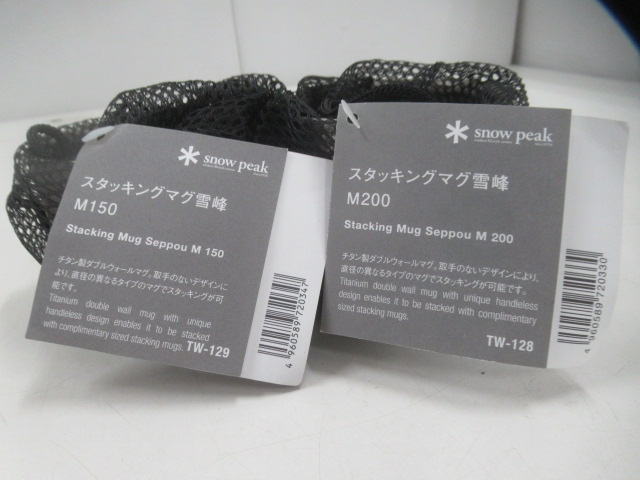 snow peak
スタッキングマグ雪峰
M150
Stacking Mug Seppou M 150
チタン製ダブルウォールマグ。取手のないデザインに
より、直径の異なるタイプのマグでスタッキングが可
能です。
Titanium double wall mug with unique
handleless design enables it to be stacked
with complimentary sized stacking mugs.
TW-129
4 960589 720347
snow peak
スタッキングマグ雪峰
M200
Stacking Mug Seppou M 200
チタン製ダブルウォールマグ。取手のないデザインにより、
直径の異なるタイプのマグでスタッキングが可能です。
Titanium double wall mug with unique handleless
design enables it to be stacked with complimentary
sized stacking mugs.
TW-128
4 960589 720330